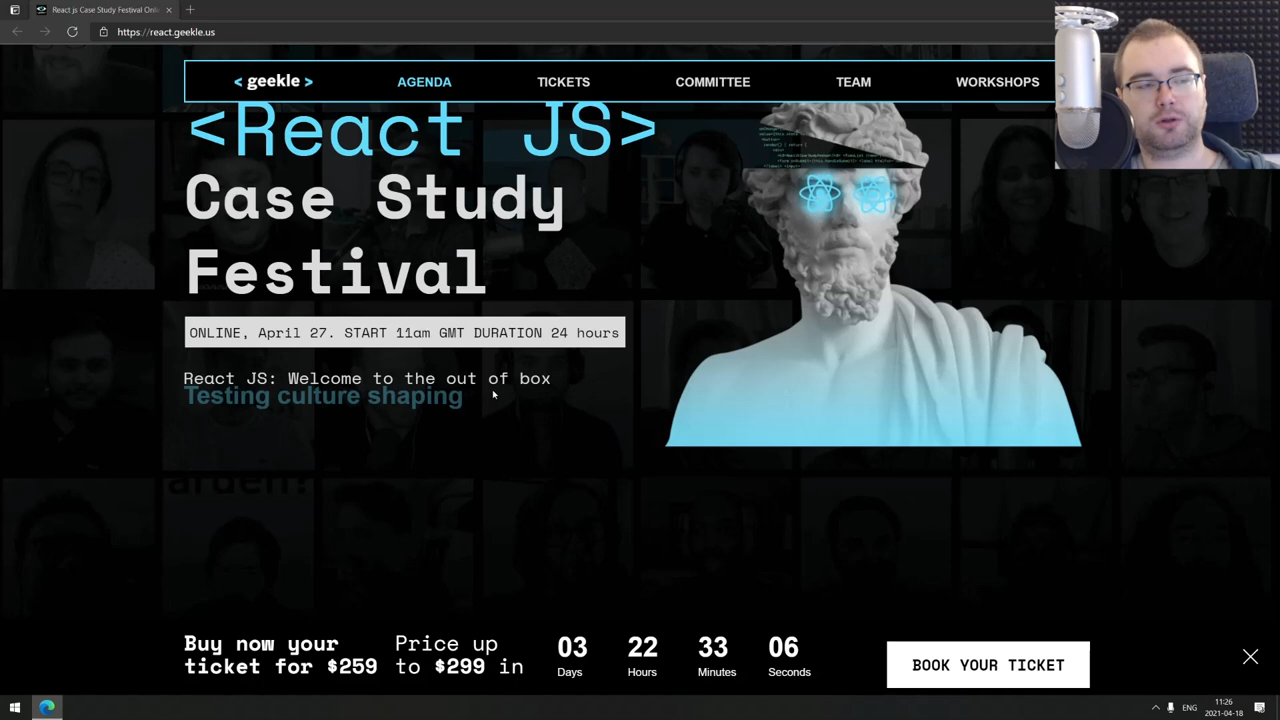 React js Case Study Festival Onli
https://react.geekle.us
< geekle >
AGENDA
TICKETS
COMMITTEE
TEAM
WORKSHOPS
<React JS>
Case Study
Festival
ONLINE, April 27. START 11am GMT DURATION 24 hours
React JS: Welcome to the out of box
Testing culture shaping
arden?
Buy now your
ticket for $259
Price up
to $299 in
03
22
33
06
Days
Hours
Minutes
Seconds
BOOK YOUR TICKET
ENG
11:26
2021-04-18